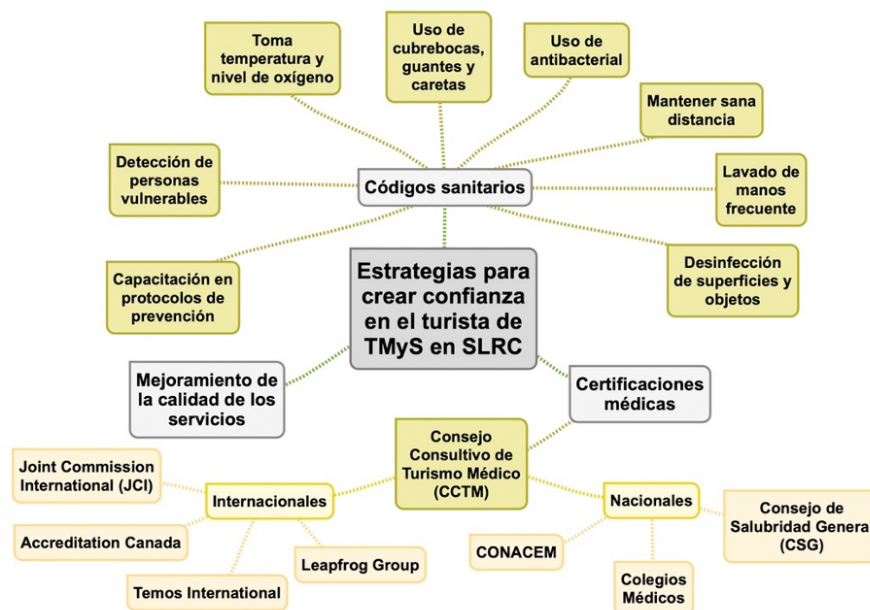 Toma
temperatura y
nivel de oxígeno
Uso de
cubrebocas,
guantes y
caretas
Uso de
antibacterial
Mantener sana
distancia
Detección de
personas
vulnerables
Códigos sanitarios
Lavado de
manos
frecuente
Capacitación en
protocolos de
prevención
Estrategias para
crear confianza
en el turista de
TMyS en SLRC
Desinfección
de superficies y
objetos
Mejoramiento de
la calidad de los
servicios
Certificaciones
médicas
Consejo
Consultivo de
Turismo Médico
(CCTM)
Joint Commission
International (JCI)
Internacionales
Nacionales
Consejo de
Salubridad Genera
(CSG)
Accreditation Canada
Leapfrog Group
CONACEM
Temos International
Colegios
Médicos